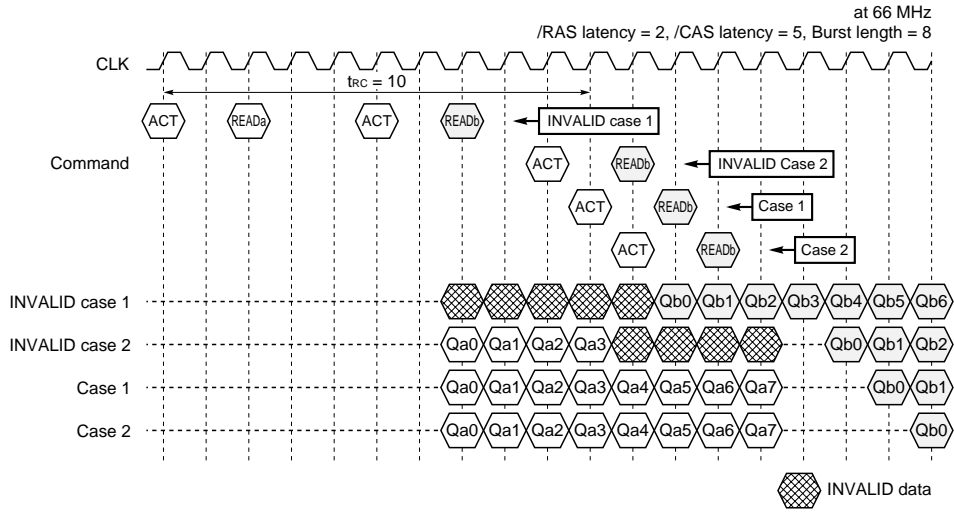 at 66 MHz
/RAS latency = 2, /CAS latency = 5, Burst length = 8
CLK
tRC = 10
ACT READa ACT READb INVALID case 1
Command ACT READb INVALID Case 2
ACT READb Case 1
ACT READb Case 2
INVALID case 1 Qb0 Qb1 Qb2 Qb3 Qb4 Qb5 Qb6
INVALID case 2 Qa0 Qa1 Qa2 Qa3 Qb0 Qb1 Qb2
Case 1 Qa0 Qa1 Qa2 Qa3 Qa4 Qa5 Qa6 Qa7 Qb0 Qb1
Case 2 Qa0 Qa1 Qa2 Qa3 Qa4 Qa5 Qa6 Qa7 Qb0
INVALID data